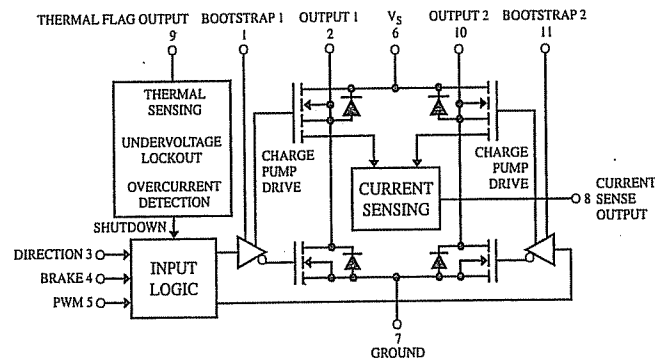 THERMAL FLAG OUTPUT
9
BOOTSTRAP 1
1
OUTPUT 1
2
VS
6
OUTPUT 2
10
BOOTSTRAP 2
11
THERMAL
SENSING
UNDERVOLTAGE
LOCKOUT
OVERCURRENT
DETECTION
CHARGE
PUMP
DRIVE
CURRENT
SENSING
CHARGE
PUMP
DRIVE
8 CURRENT
SENSE
OUTPUT
SHUTDOWN
DIRECTION 3
BRAKE 4
PWM 5
INPUT
LOGIC
7
GROUND